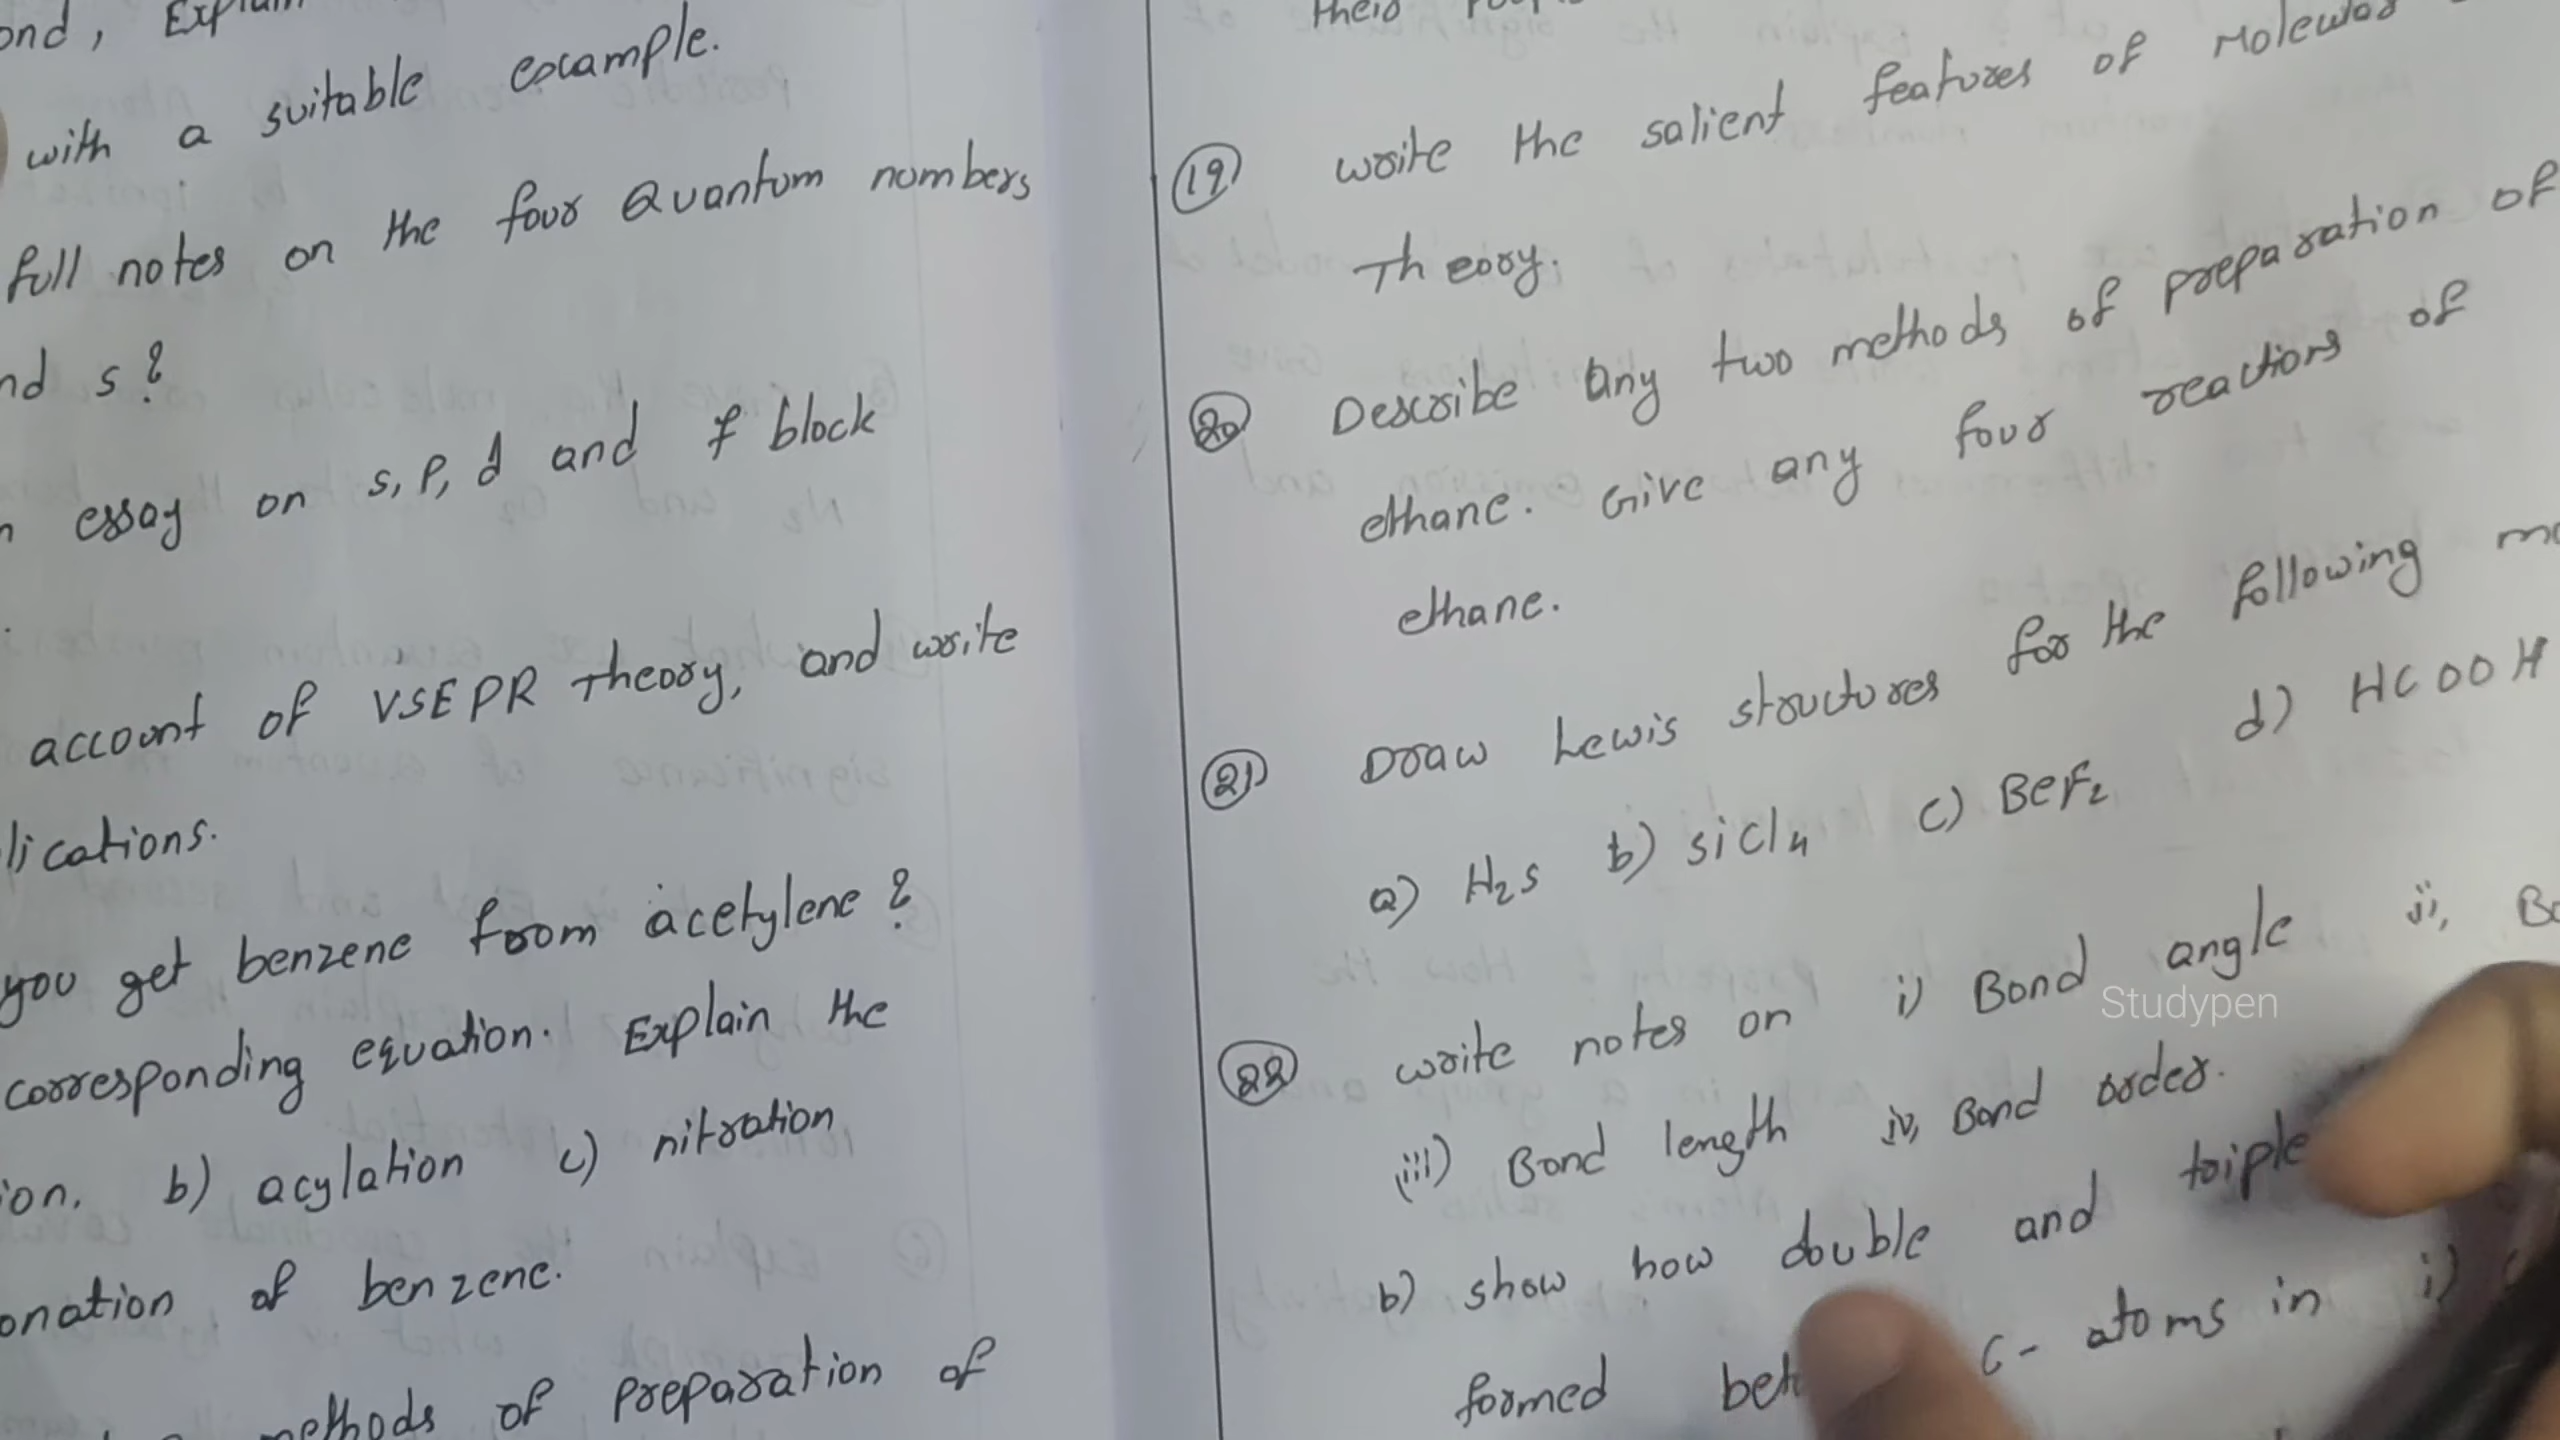 ond, Explain
with a suitable example.
full notes on the four Quantum numbers
nd s?
essay on s, p, d and f block
account of VSEPR Theory, and write
lications.
you get benzene from acetylene?
corresponding equation. Explain the
ion. b) acylation c) nitration
onation of benzene.
methods of preparation of
(19) write the salient features of Molecular
Theory.
(20) Describe any two methods of preparation of
ethane. Give any four reactions of
ethane.
(21) Draw Lewis structures for the following
a) H2S b) SiCl4 c) BeF2 d) HCOOH
(22) write notes on i) Bond angle ii,
(iii) Bond length iv, Bond order.
b) show how double and triple
formed C- atoms in i)
Studypen